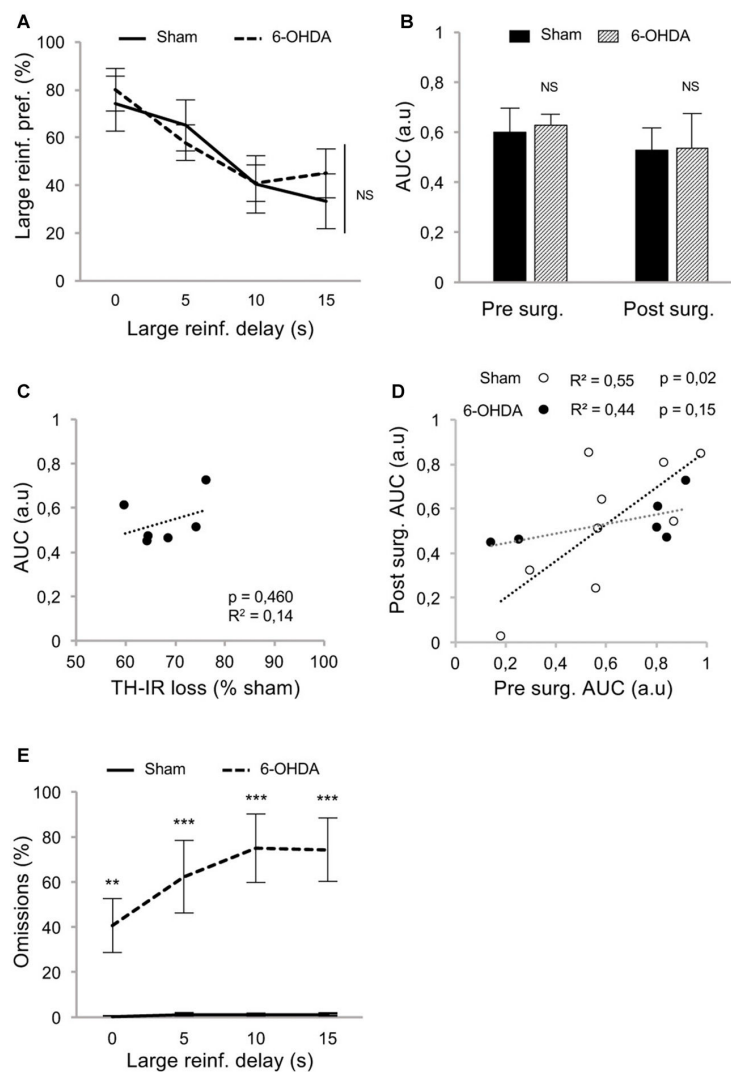 A
Sham 6-OHDA
Large reinf. pref. (%)
100
80
60
40
20
0
NS
0 5 10 15
Large reinf. delay (s)
B
Sham 6-OHDA
AUC (a.u)
1
0,8
0,6
0,4
0,2
0
NS NS
Pre surg. Post surg.
C
AUC (a.u)
1
0,8
0,6
0,4
0,2
0
p = 0,460
R² = 0,14
50 60 70 80 90 100
TH-IR loss (% sham)
D
Sham R² = 0,55 p = 0,02
6-OHDA R² = 0,44 p = 0,15
Post surg. AUC (a.u)
1
0,8
0,6
0,4
0,2
0
0 0,2 0,4 0,6 0,8 1
Pre surg. AUC (a.u)
E
Sham 6-OHDA
Omissions (%)
100
80
60
40
20
0
** *** *** ***
0 5 10 15
Large reinf. delay (s)